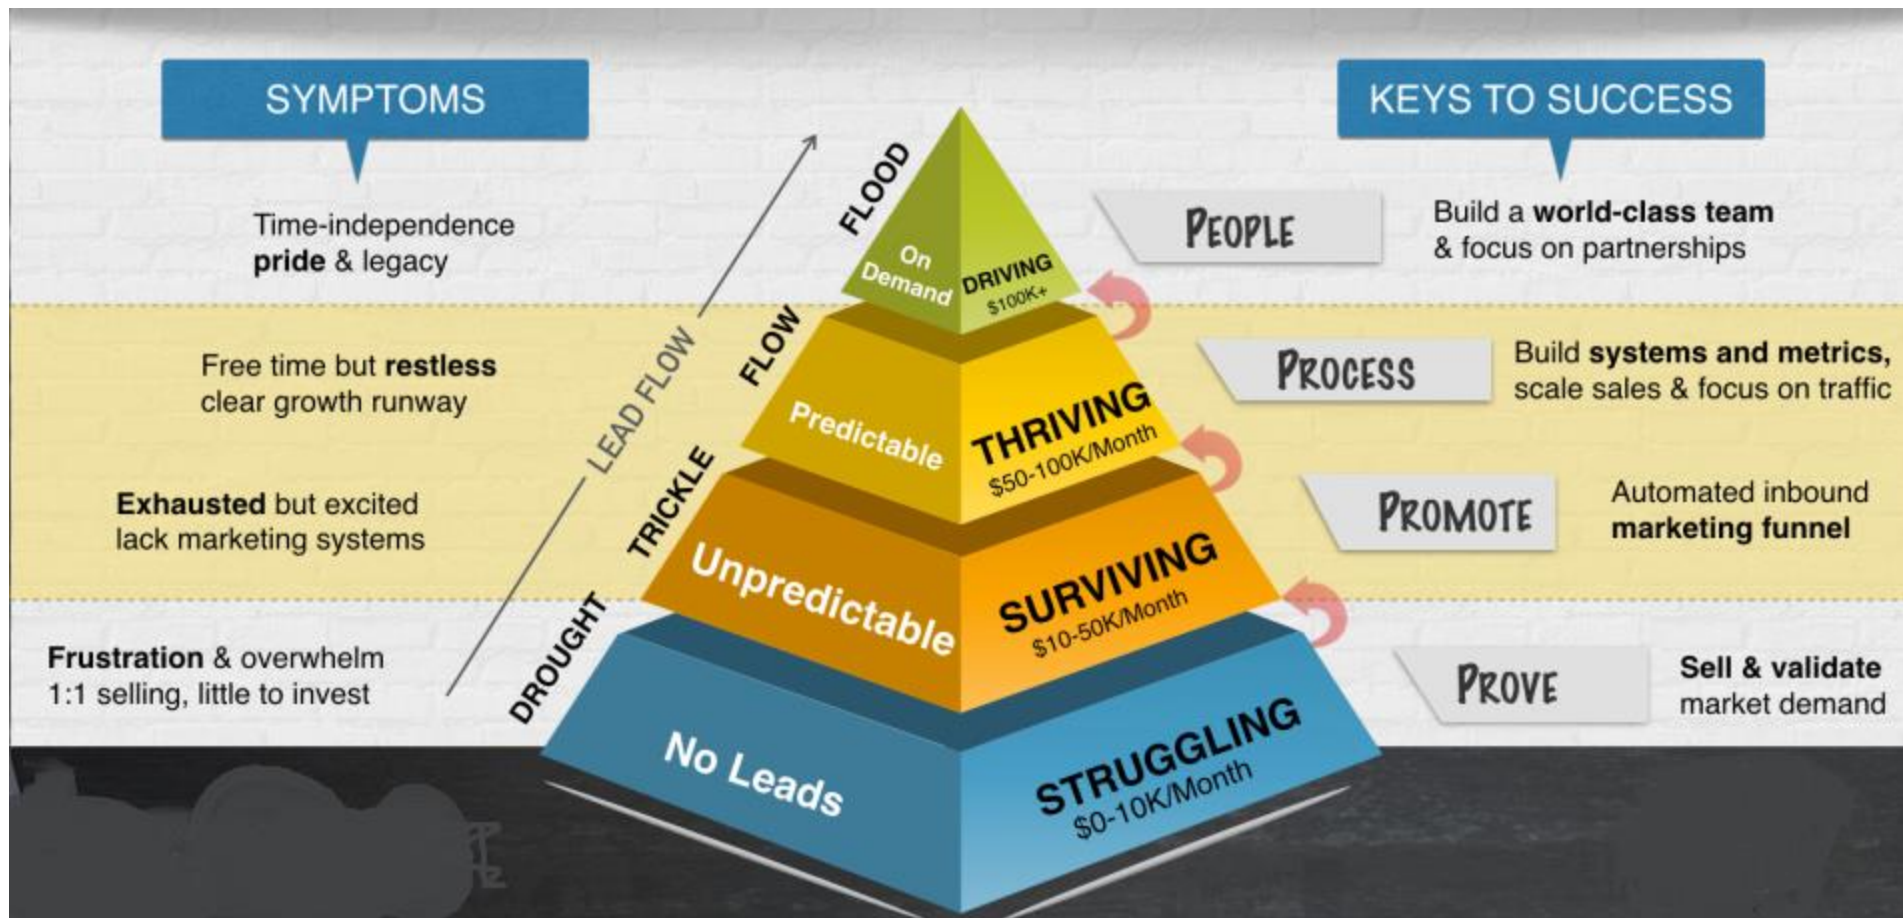 SYMPTOMS
KEYS TO SUCCESS
Time-independence
pride & legacy
FLOOD
On
Demand
DRIVING
$100K+
PEOPLE
Build a world-class team
& focus on partnerships
LEAD FLOW
Free time but restless
clear growth runway
FLOW
Predictable
THRIVING
$50-100K/Month
PROCESS
Build systems and metrics,
scale sales & focus on traffic
Exhausted but excited
lack marketing systems
TRICKLE
Unpredictable
SURVIVING
$10-50K/Month
PROMOTE
Automated inbound
marketing funnel
Frustration & overwhelm
1:1 selling, little to invest
DROUGHT
No Leads
STRUGGLING
$0-10K/Month
PROVE
Sell & validate
market demand